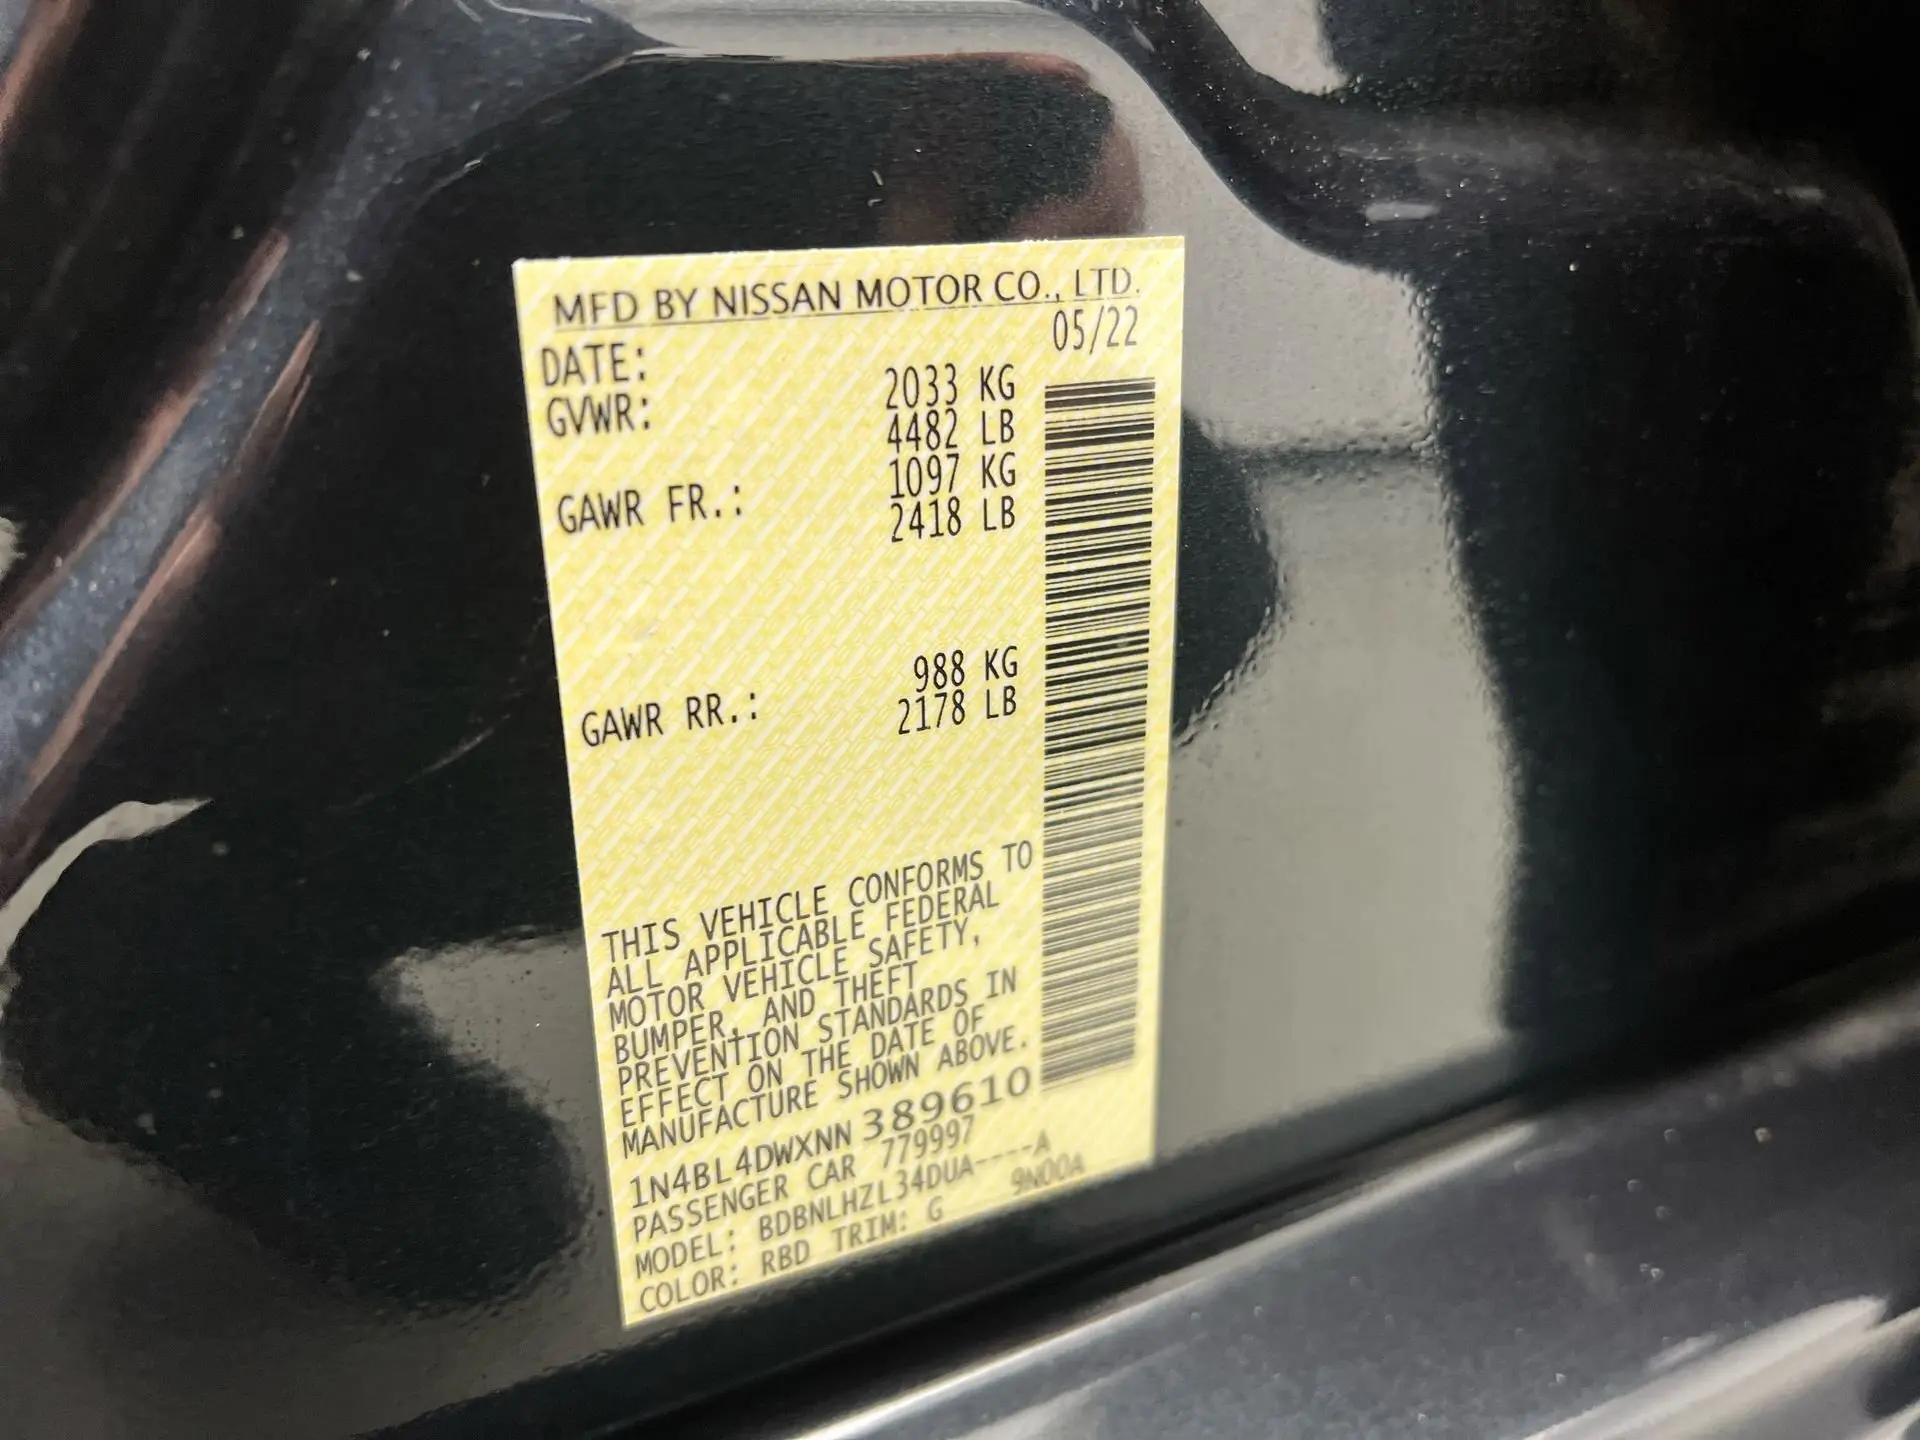 MFD BY NISSAN MOTOR CO., LTD.
DATE: 05/22
GVWR: 2033 KG
4482 LB
GAWR FR.: 1097 KG
2418 LB
GAWR RR.: 988 KG
2178 LB
THIS VEHICLE CONFORMS TO
ALL APPLICABLE FEDERAL
MOTOR VEHICLE SAFETY,
BUMPER, AND THEFT
PREVENTION STANDARDS IN
EFFECT ON THE DATE OF
MANUFACTURE SHOWN ABOVE.
1N4BL4DWXNN389610
PASSENGER CAR 779997
MODEL: BDBNLHZL34DUA----A
COLOR: RBD TRIM: G 9N00A